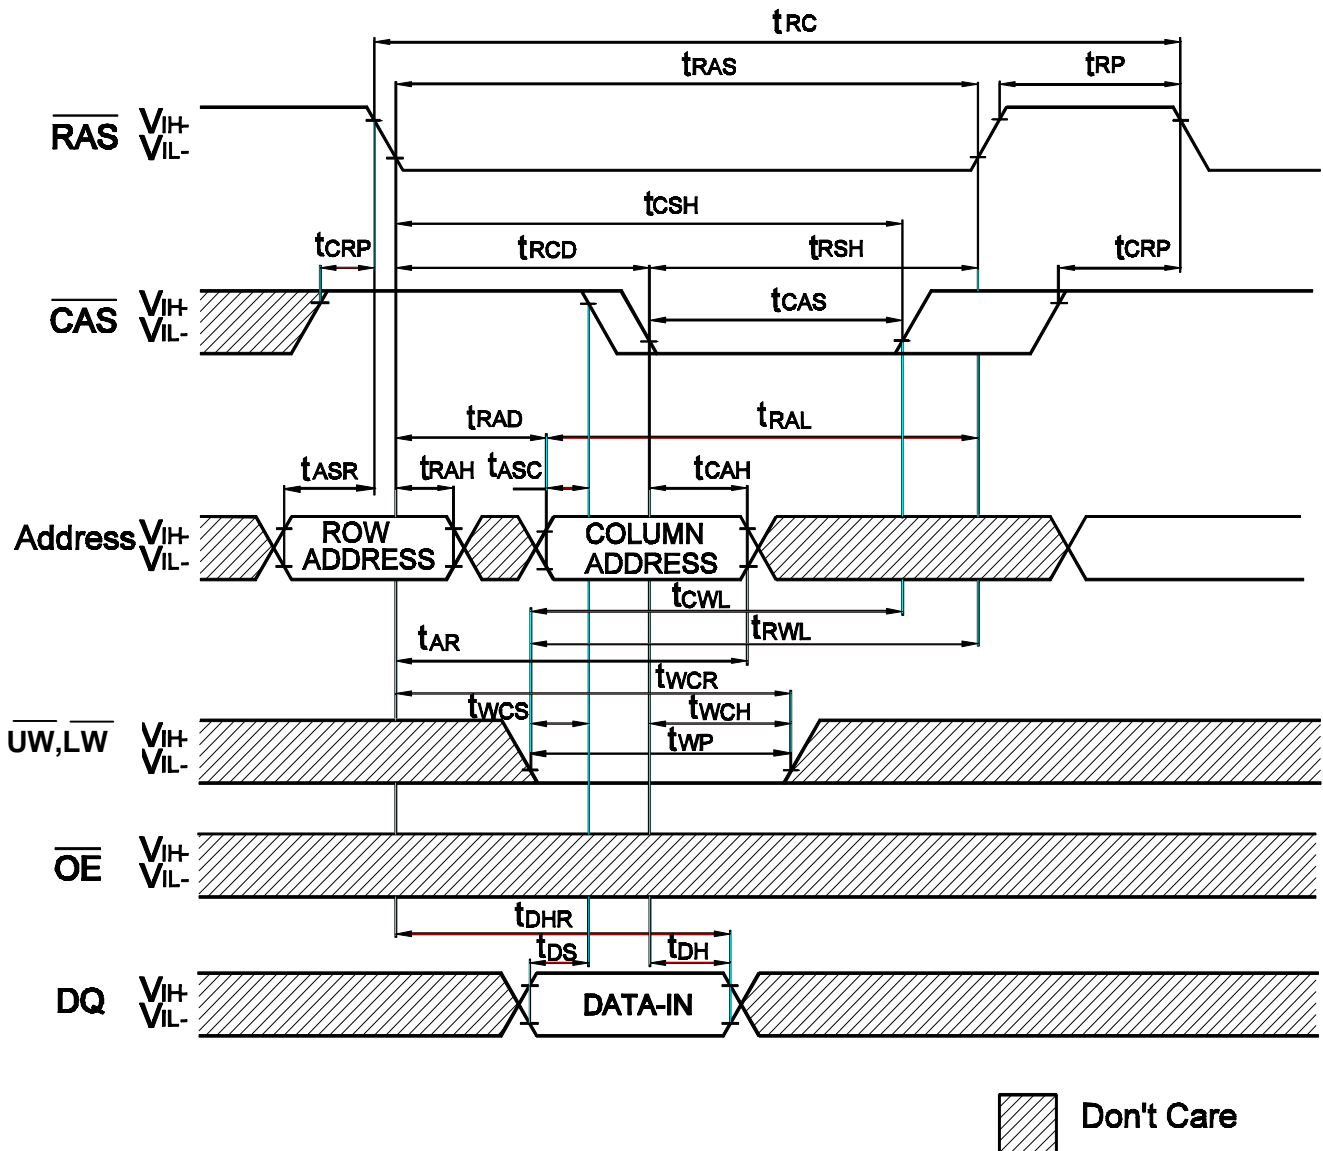 tRC
tRAS
tRP
RAS VIH-
VIL-
tCSH
tCRP
tRCD
tRSH
tCRP
CAS VIH-
VIL-
tCAS
tRAD
tRAL
tASR
tRAH
tASC
tCAH
Address VIH-
VIL-
ROW
ADDRESS
COLUMN
ADDRESS
tCWL
tRWL
tAR
tWCR
tWCS
tWCH
UW,LW VIH-
VIL-
tWP
OE VIH-
VIL-
tDHR
tDS
tDH
DQ VIH-
VIL-
DATA-IN
Don't Care